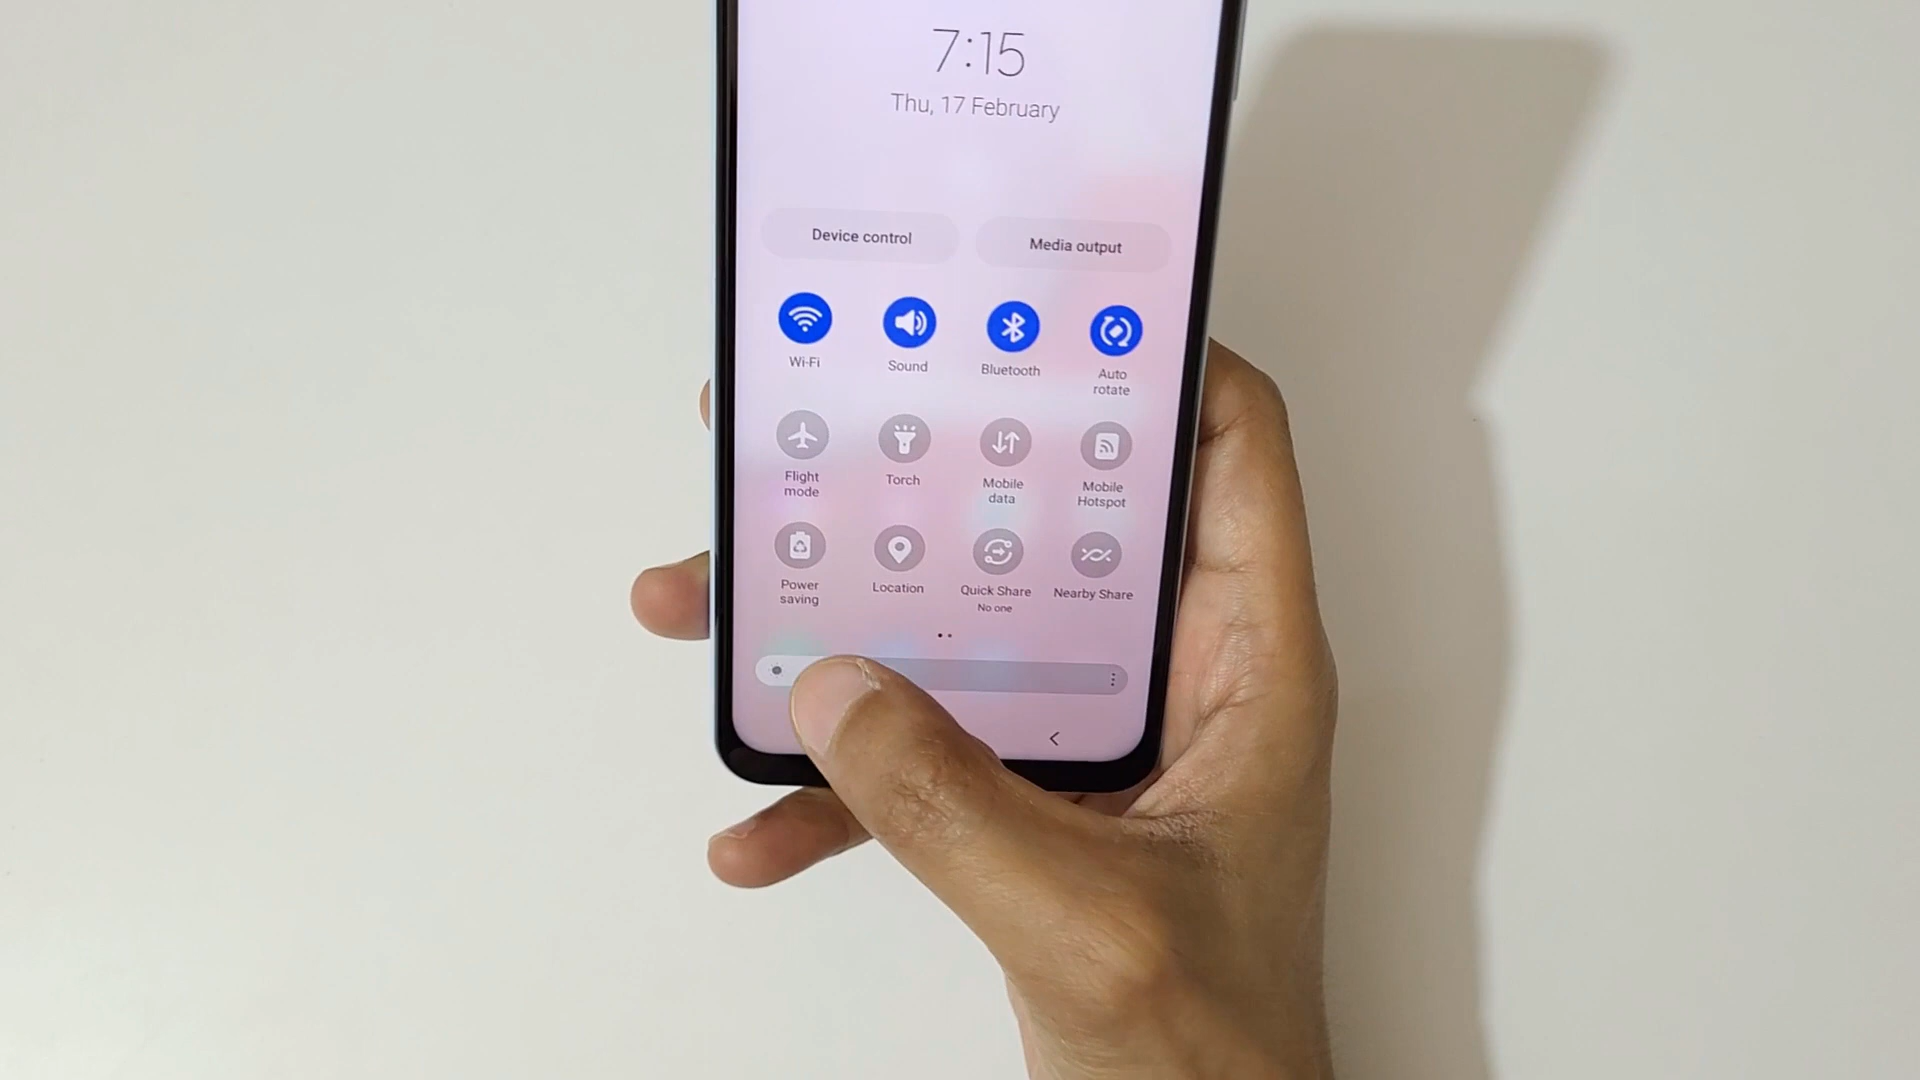 7:15
Thu, 17 February
Device control
Media output
Wi-Fi
Sound
Bluetooth
Auto
rotate
Flight
mode
Torch
Mobile
data
Mobile
Hotspot
Power
saving
Location
Quick Share
No one
Nearby Share